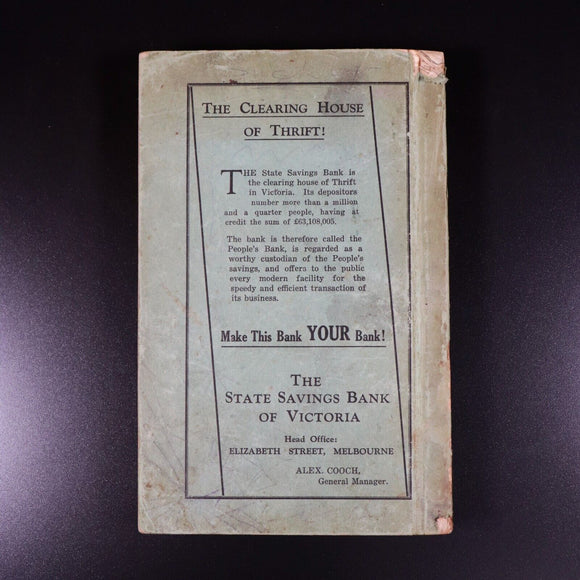 THE CLEARING HOUSE
OF THRIFT!
THE State Savings Bank is
the clearing house of Thrift
in Victoria. Its depositors
number more than a million
and a quarter people, having at
credit the sum of £63,108,005.
The bank is therefore called the
People's Bank, is regarded as a
worthy custodian of the People's
savings, and offers to the public
every modern facility for the
speedy and efficient transaction of
its business.
Make This Bank YOUR Bank!
THE
STATE SAVINGS BANK
OF VICTORIA
Head Office:
ELIZABETH STREET, MELBOURNE
ALEX. COOCH,
General Manager.